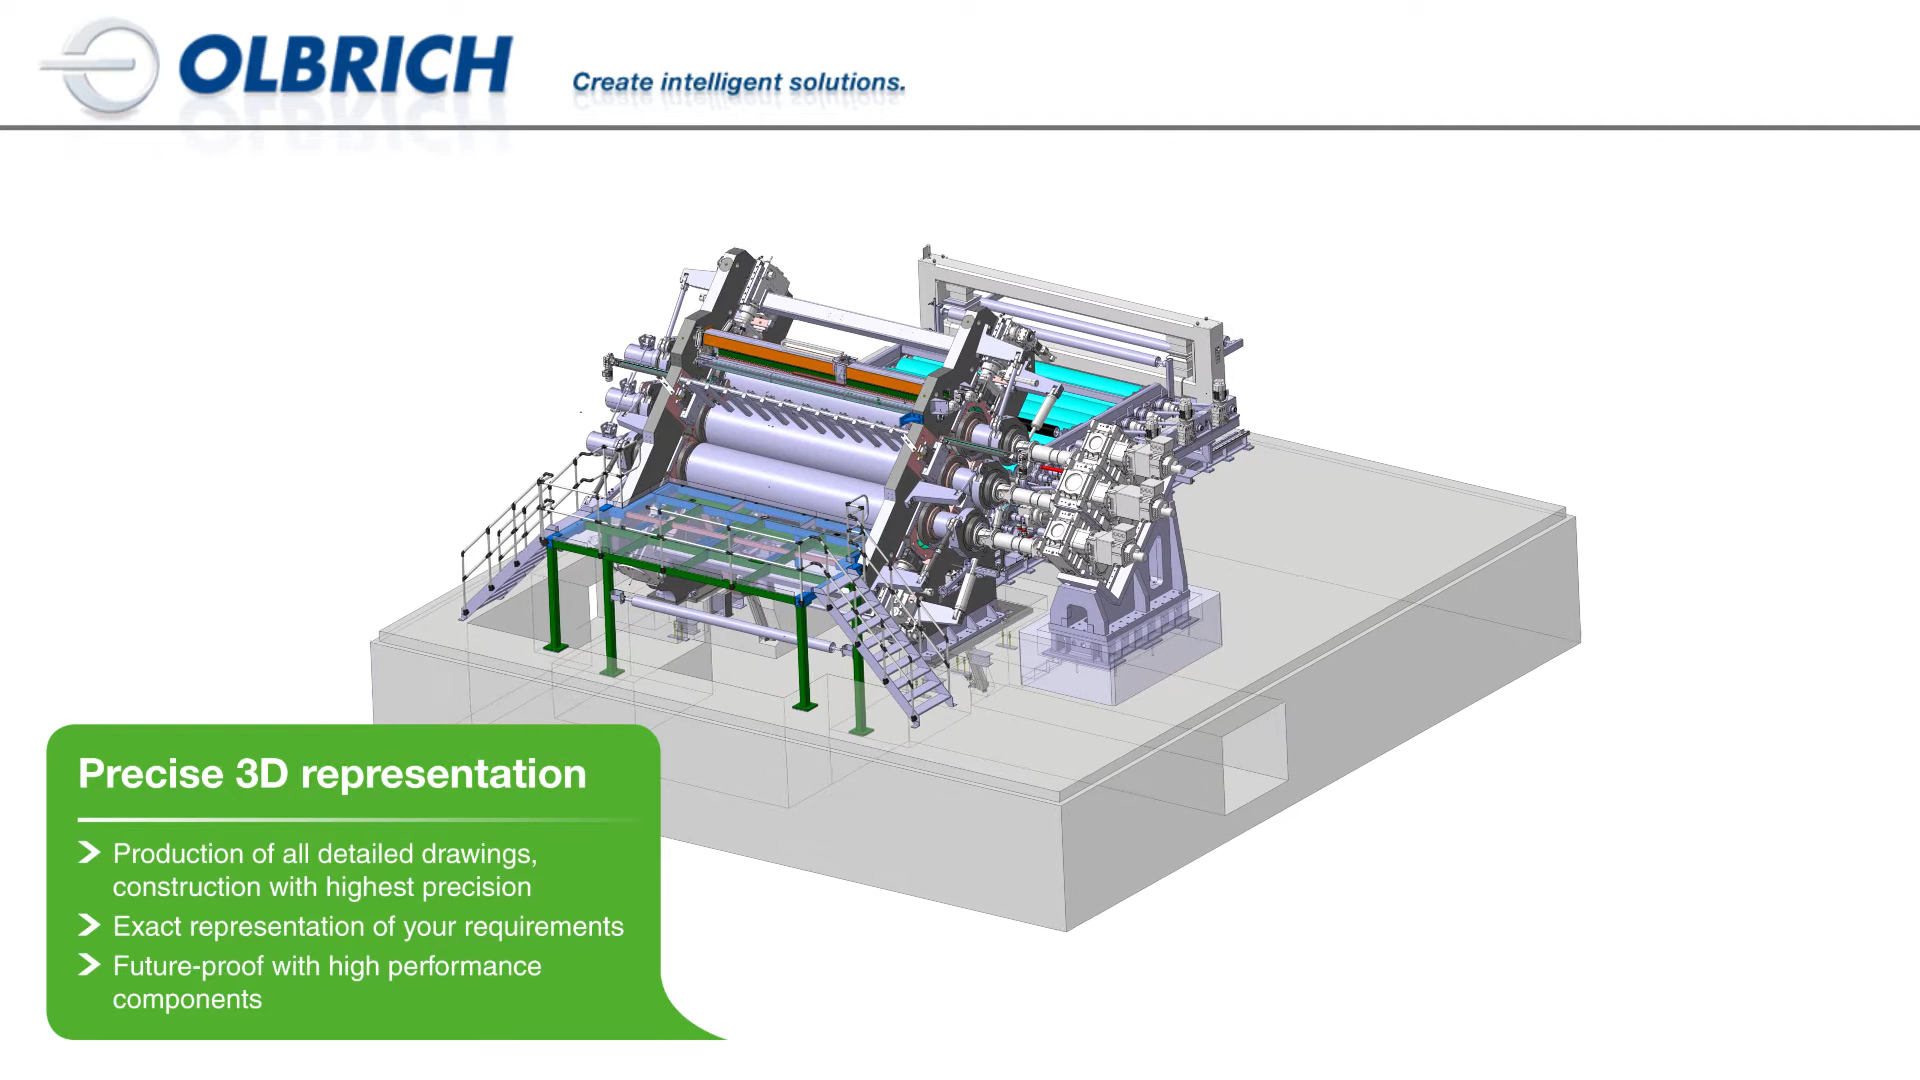 OLBRICH
Create intelligent solutions.
Precise 3D representation
Production of all detailed drawings,
construction with highest precision
Exact representation of your requirements
Future-proof with high performance
components